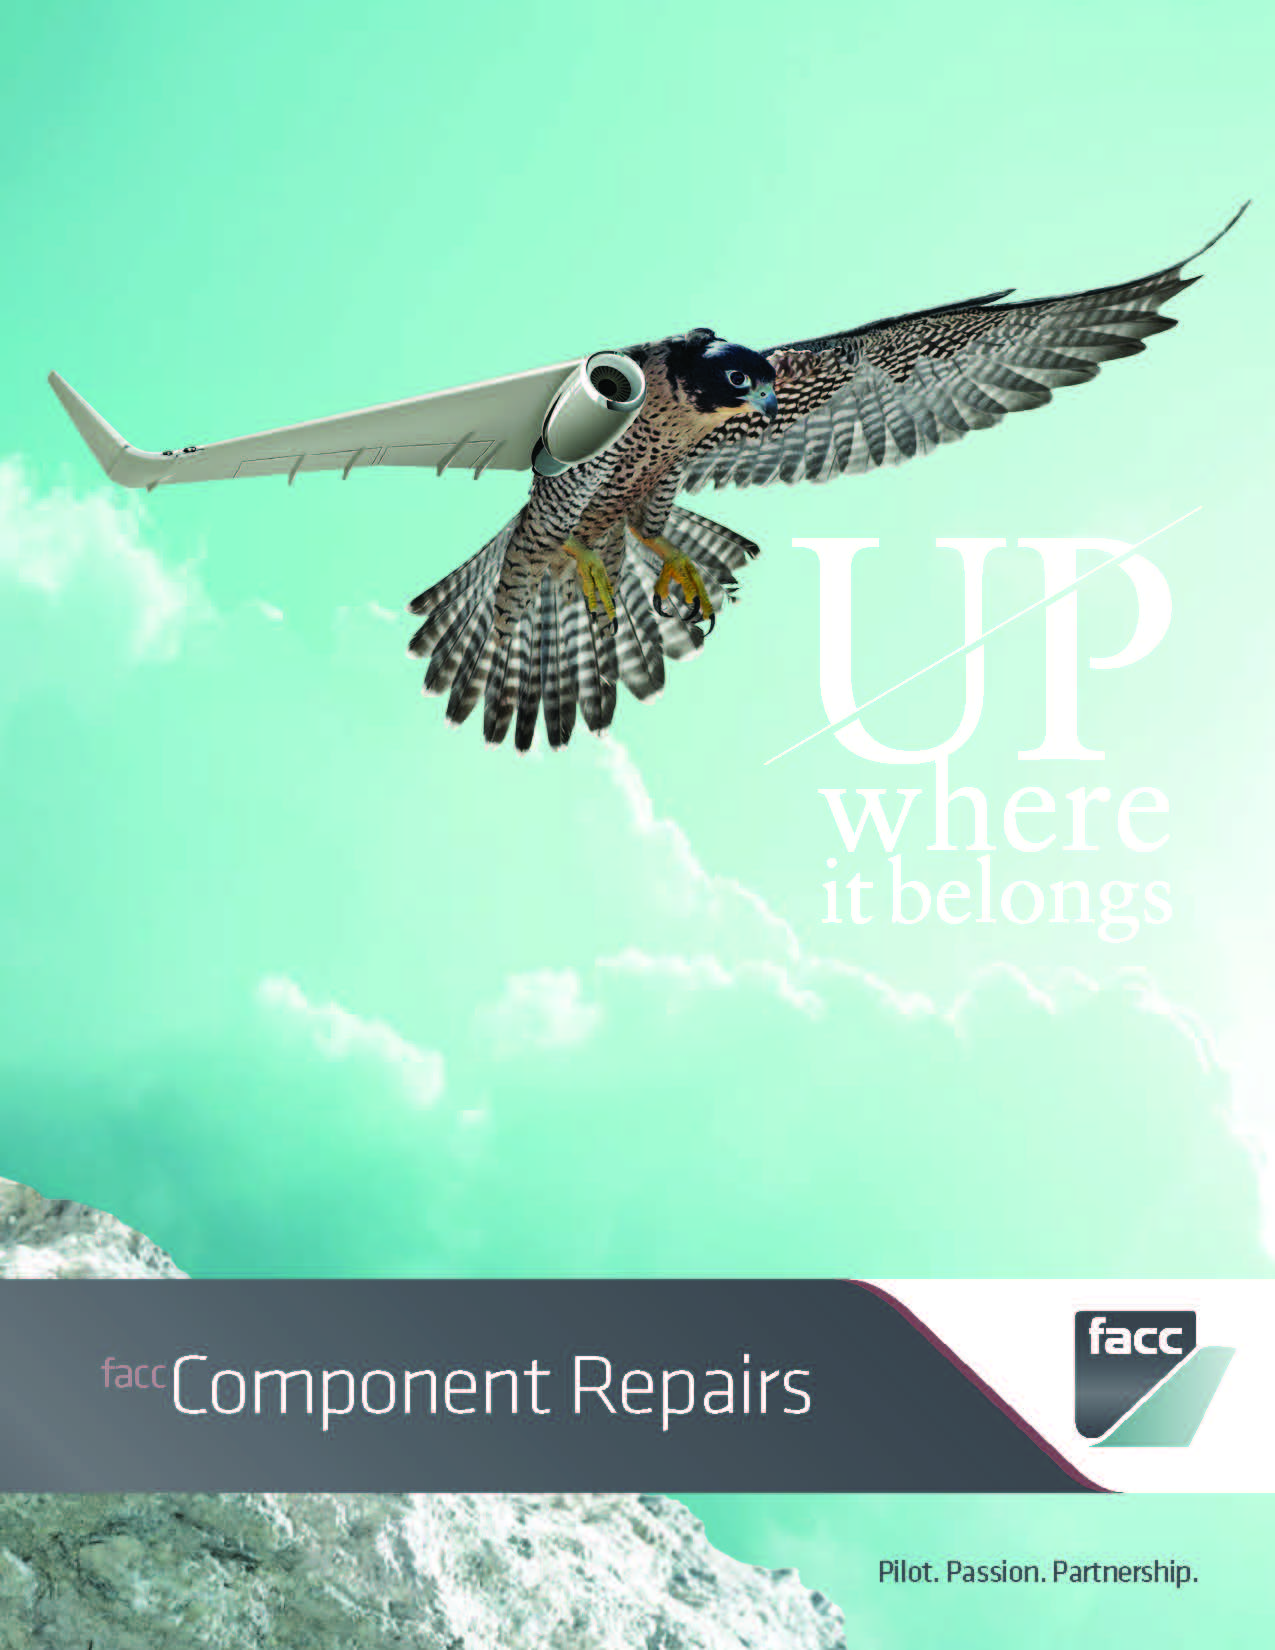 UP
where
it belongs
facc Component Repairs
facc
Pilot. Passion. Partnership.